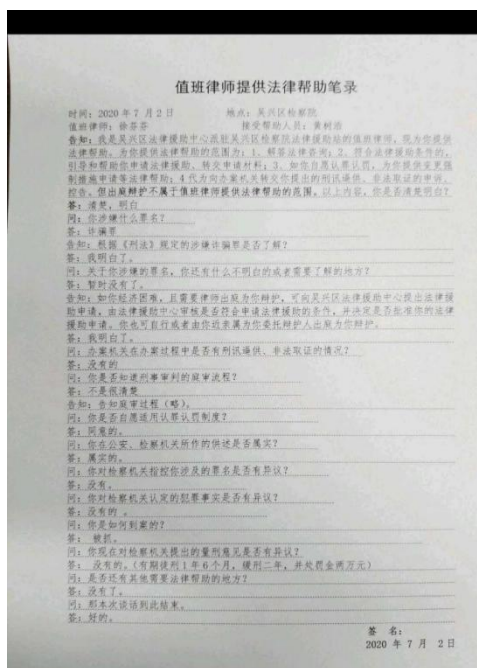 值班律师提供法律帮助笔录
时间：2020 年 7 月 2 日 地点：吴兴区检察院
值班律师：徐芬芬 接受帮助人员：黄树浩
告知：我是吴兴区法律援助中心派驻吴兴区检察院法律援助站的值班律师，现为你提供
法律帮助，为你提供法律帮助的范围为：1、解答法律咨询；2、符合法律援助条件的，
引导和帮助你申请法律援助、转交申请材料；3、如你自愿认罪认罚，为你提供变更强
制措施申请等法律帮助；4 代为向办案机关转交你提出的刑讯逼供、非法取证的申诉、
控告。但出庭辩护不属于值班律师提供法律帮助的范围。以上内容，你是否清楚明白？
答：清楚，明白
问：你涉嫌什么罪名？
答：诈骗罪
告知：根据《刑法》规定的涉嫌诈骗罪是否了解？
答：我明白了。
问：关于你涉嫌的罪名，你还有什么不明白的或者需要了解的地方？
答：暂时没有了。
告知：如你经济困难，且需要律师出庭为你辩护，可向吴兴区法律援助中心提出法律援
助申请，由法律援助中心审核是否符合申请法律援助的条件，并决定是否批准你的法律
援助申请。你也可自行或者由你近亲属为你委托辩护人出庭为你辩护。
答：我明白了。
问：办案机关在办案过程中是否有刑讯逼供、非法取证的情况？
答：没有的
问：你是否知道刑事审判的庭审流程？
答：不是很清楚
告知：告知庭审过程（略）。
问：你是否自愿适用认罪认罚制度？
答：同意的。
问：你在公安、检察机关所作的供述是否属实？
答：属实的。
问：你对检察机关指控你涉及的罪名是否有异议？
答：没有。
问：你对检察机关认定的犯罪事实是否有异议？
答：没有的 。
问：你是如何到案的？
答： 被抓。
问：你现在对检察机关提出的量刑意见是否有异议？
答： 没有的。（有期徒刑 1 年 6 个月，缓刑二年，并处罚金两万元）
问：是否还有其他需要法律帮助的地方？
答：没有了。
问：那本次谈话到此结束。
答：好的。
签 名：
2020 年 7 月 2 日